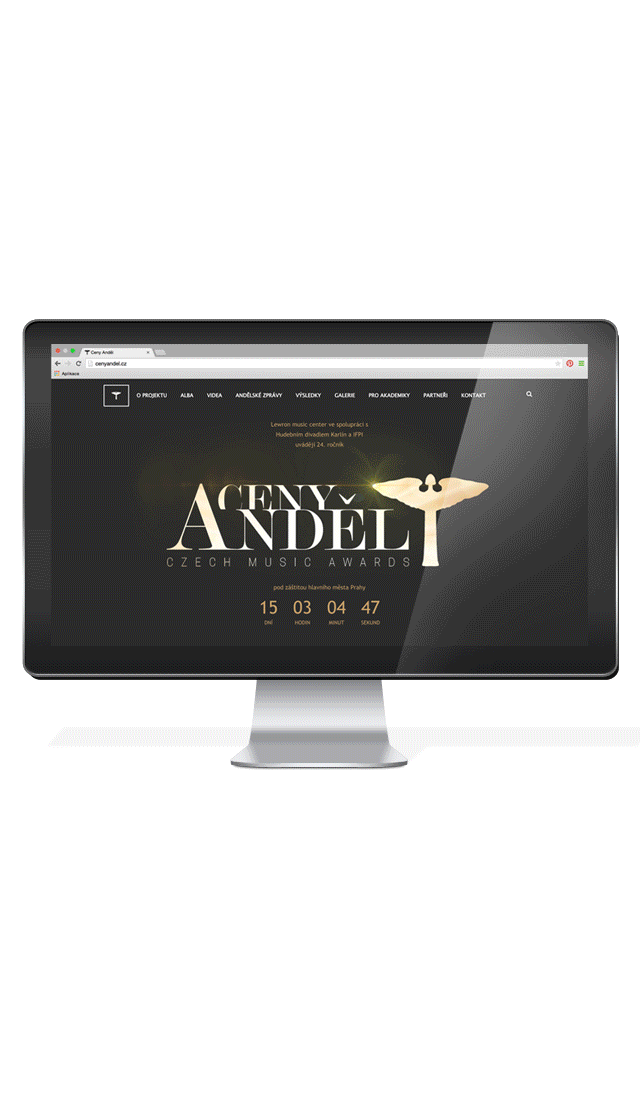 Ceny Anděl
cenyandel.cz
Aplikace
O PROJEKTU ALBA VIDEA ANDĚLSKÉ ZPRÁVY VÝSLEDKY GALERIE PRO AKADEMIKY PARTNEŘI KONTAKT
Lewron music center ve spolupráci s
Hudebním divadlem Karlín a IFPI
uvádějí 24. ročník
CENY
ANDĚL
CZECH MUSIC AWARDS
pod záštitou hlavního města Prahy
15 03 04 47
DNÍ HODIN MINUT SEKUND